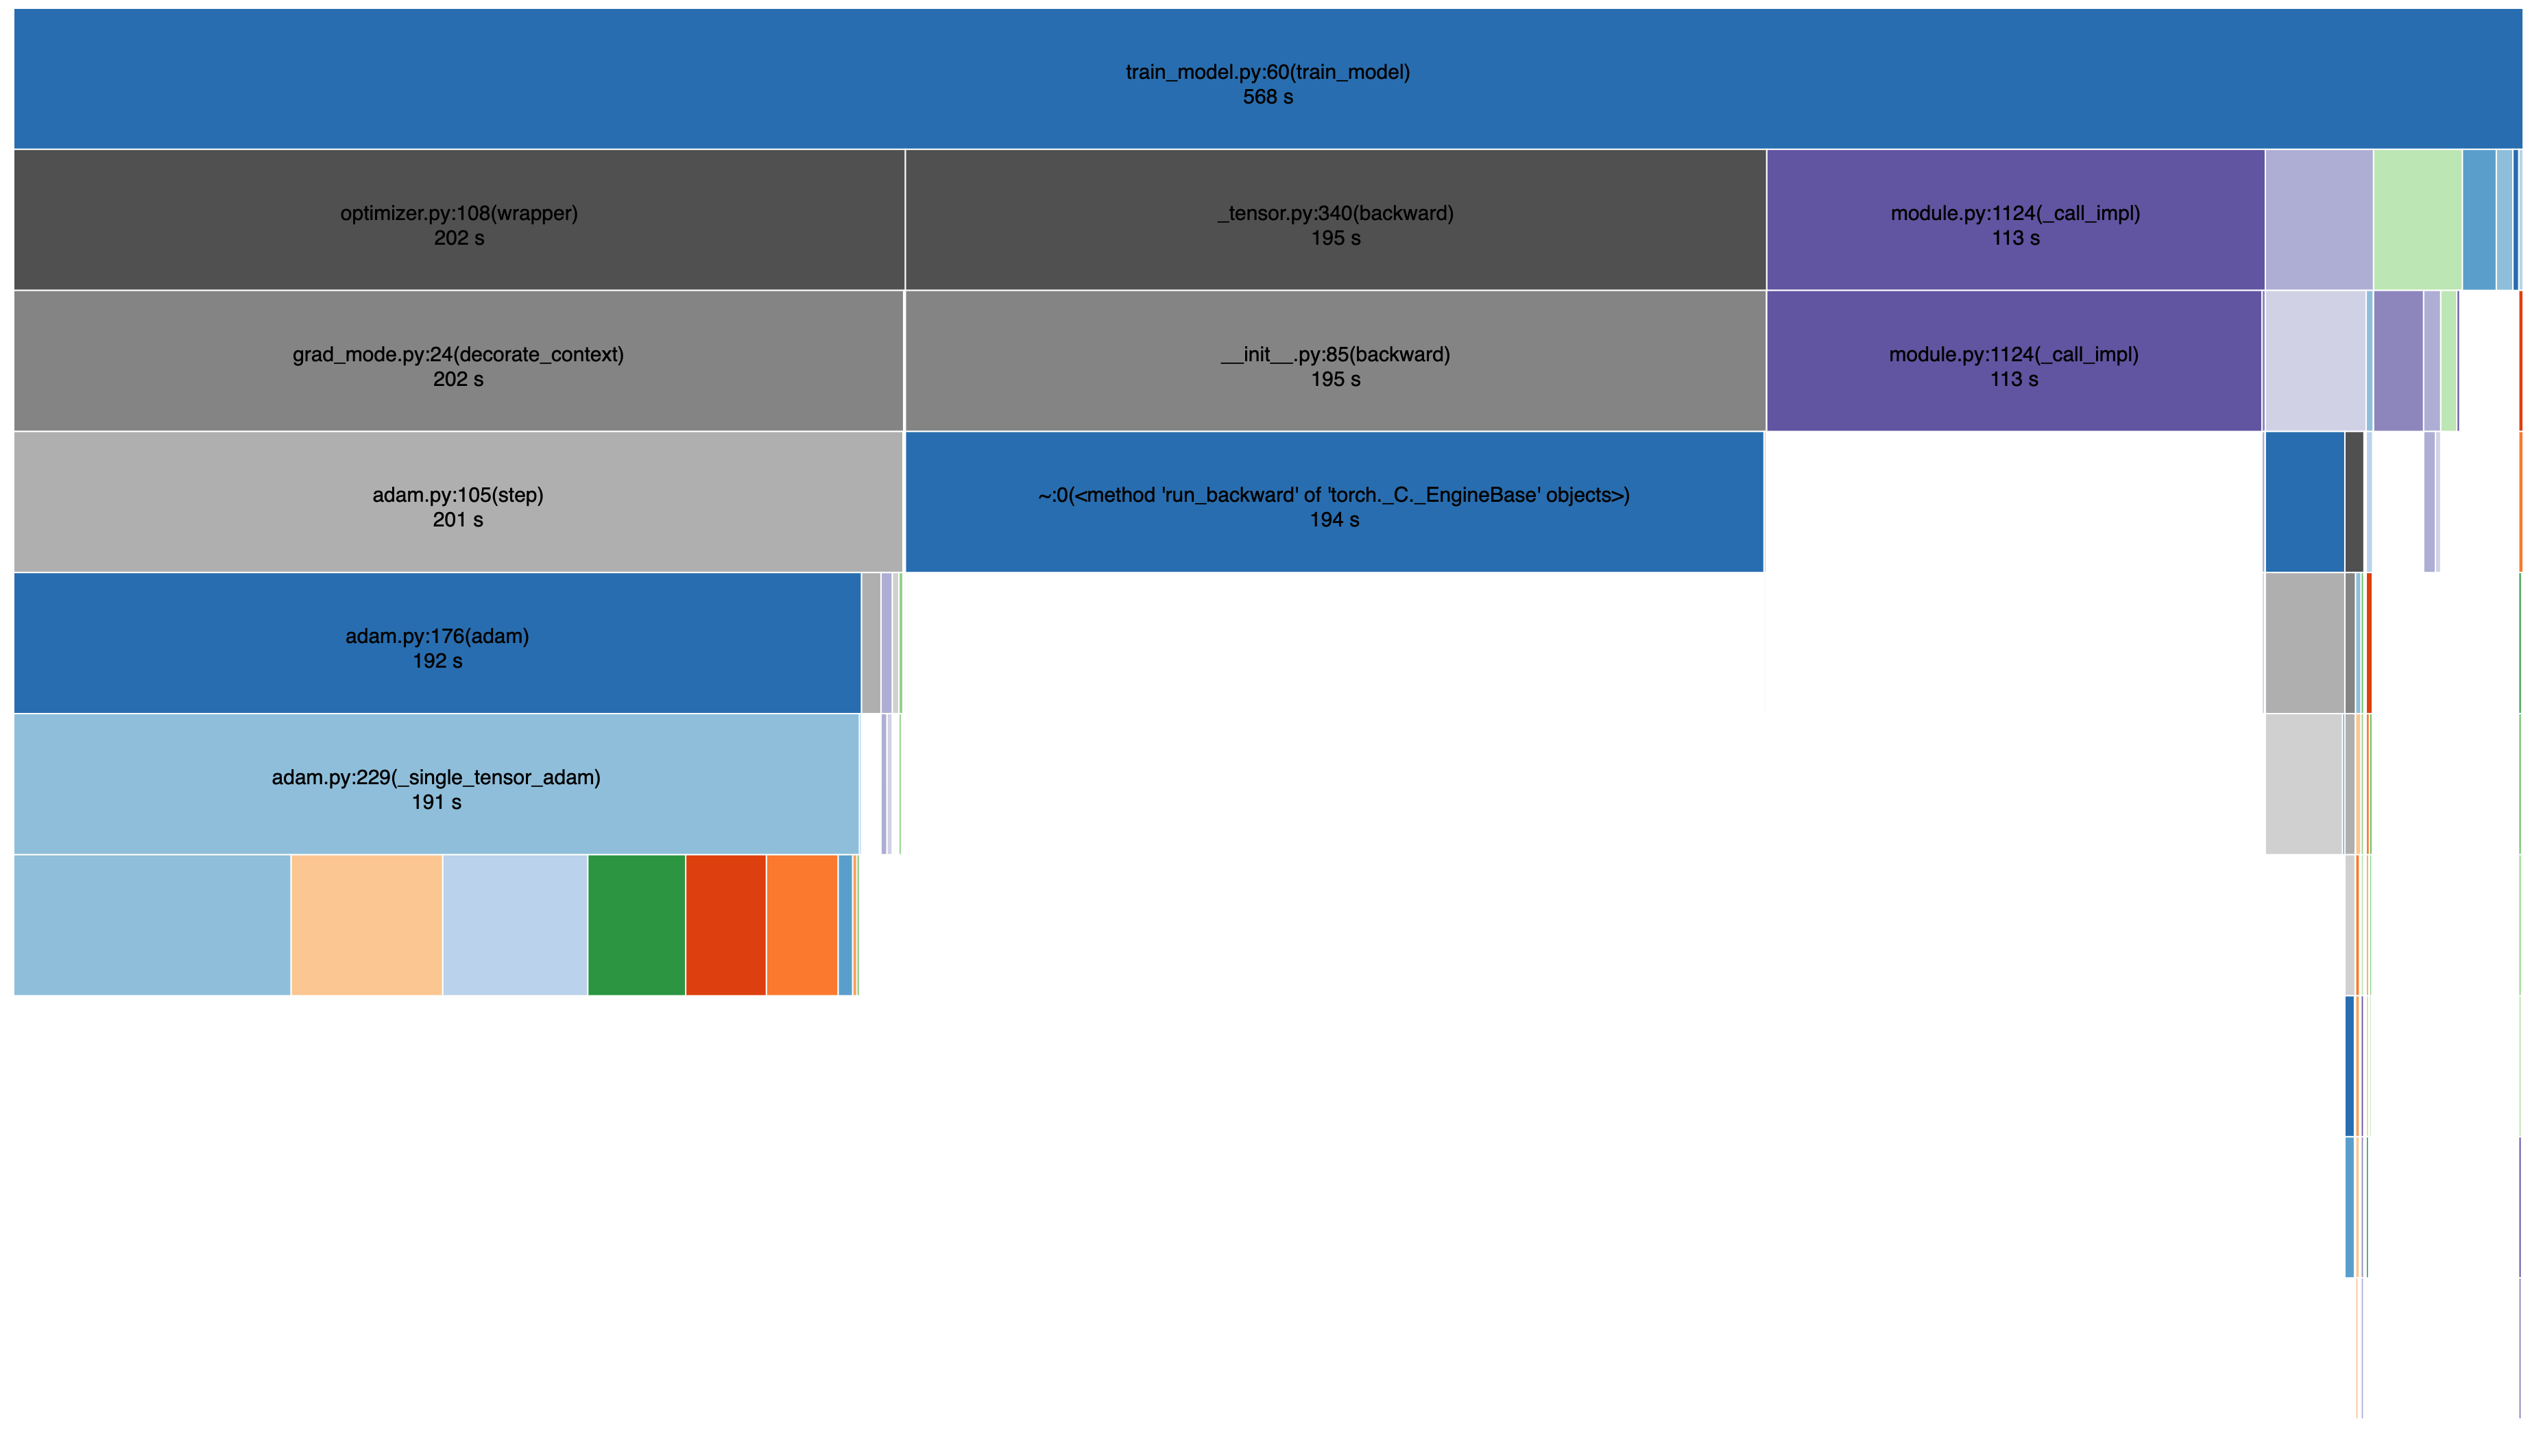 train_model.py:60(train_model)
568 s
optimizer.py:108(wrapper)
202 s
_tensor.py:340(backward)
195 s
module.py:1124(_call_impl)
113 s
grad_mode.py:24(decorate_context)
202 s
__init__.py:85(backward)
195 s
module.py:1124(_call_impl)
113 s
adam.py:105(step)
201 s
~:0(<method 'run_backward' of 'torch._C._EngineBase' objects>)
194 s
adam.py:176(adam)
192 s
adam.py:229(_single_tensor_adam)
191 s